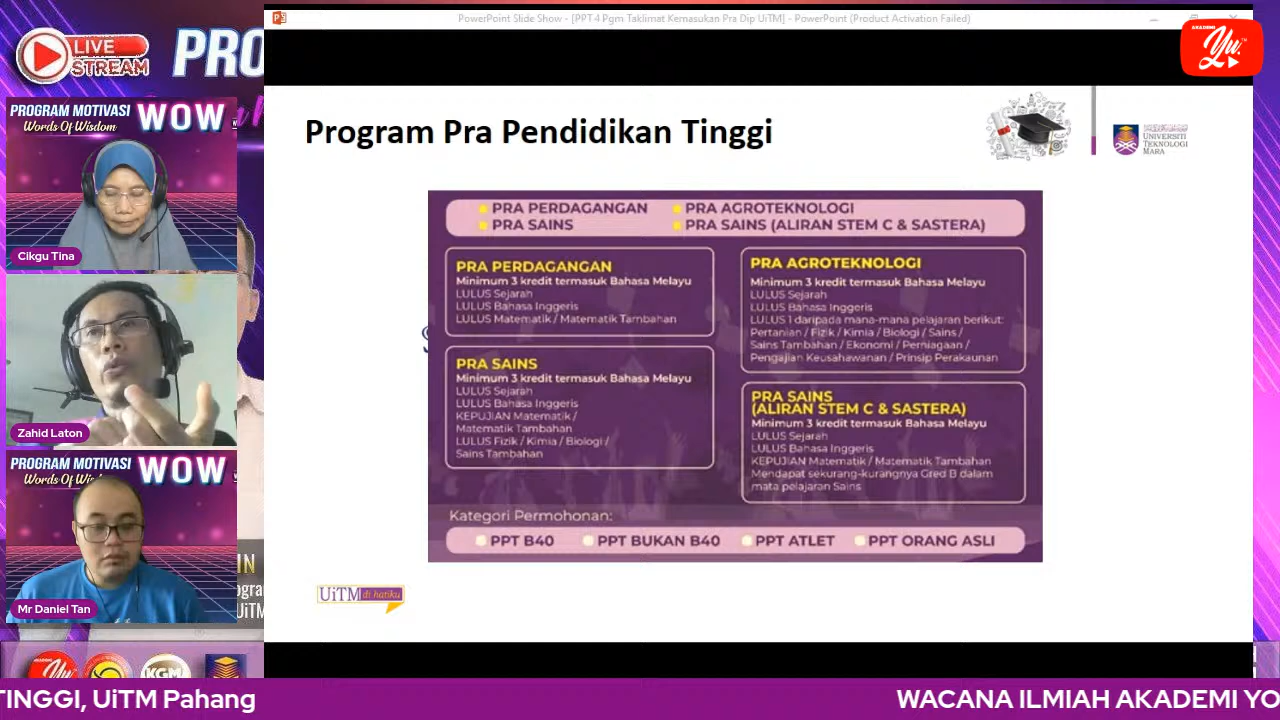 PowerPoint Slide Show - [PPT 4 Pgm Taklimat Kemasukan Pra Dip UiTM] - PowerPoint (Product Activation Failed)
LIVE
STREAM
PRO
AKADEMI
Yu
PROGRAM MOTIVASI
Words Of Wisdom
WOW
Cikgu Tina
Zahid Laton
PROGRAM MOTIVASI
WOW
Mr Daniel Tan
Program Pra Pendidikan Tinggi
UNIVERSITI
TEKNOLOGI
MARA
PRA PERDAGANGAN
PRA AGROTEKNOLOGI
PRA SAINS
PRA SAINS (ALIRAN STEM C & SASTERA)
PRA PERDAGANGAN
Minimum 3 kredit termasuk Bahasa Melayu
LULUS Sejarah
LULUS Bahasa Inggeris
LULUS Matematik / Matematik Tambahan
PRA SAINS
Minimum 3 kredit termasuk Bahasa Melayu
LULUS Sejarah
LULUS Bahasa Inggeris
KEPUJIAN Matematik /
Matematik Tambahan
LULUS Fizik / Kimia / Biologi /
Sains Tambahan
PRA AGROTEKNOLOGI
Minimum 3 kredit termasuk Bahasa Melayu
LULUS Sejarah
LULUS Bahasa Inggeris
LULUS 1 daripada mana-mana pelajaran berikut:
Pertanian / Fizik / Kimia / Biologi / Sains /
Sains Tambahan / Ekonomi / Perniagaan /
Pengajian Keusahawanan / Prinsip Perakaunan
PRA SAINS
(ALIRAN STEM C & SASTERA)
Minimum 3 kredit termasuk Bahasa Melayu
LULUS Sejarah
LULUS Bahasa Inggeris
KEPUJIAN Matematik / Matematik Tambahan
Mendapat sekurang-kurangnya Gred B dalam
mata pelajaran Sains
Kategori Permohonan:
PPT B40
PPT BUKAN B40
PPT ATLET
PPT ORANG ASLI
UiTM di hatiku
KGM
TINGGI, UiTM Pahang
WACANA ILMIAH AKADEMI YO